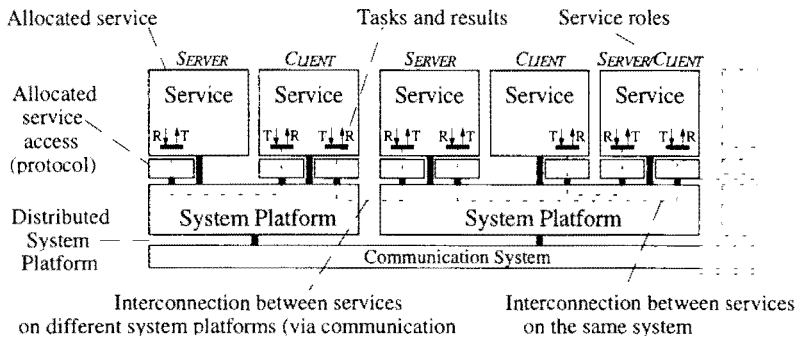 Allocated service
Tasks and results
Service roles
SERVER
CLIENT
SERVER
CLIENT
SERVER/CLIENT
Service
Service
Service
Service
Service
Allocated
service
access
(protocol)
R T
T R
T R
R T
R T
T R
R T
T R
System Platform
System Platform
Distributed
System
Platform
Communication System
Interconnection between services
on different system platforms (via communication
Interconnection between services
on the same system